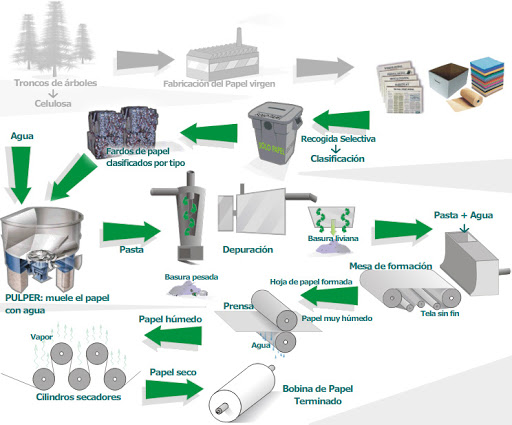 Troncos de árboles
Celulosa
Fabricación del Papel virgen
Recogida Selectiva
Clasificación
SOLO PAPEL
Fardos de papel
clasificados por tipo
Agua
PULPER: muele el papel
con agua
Pasta
Basura pesada
Depuración
Basura liviana
Pasta + Agua
Mesa de formación
Tela sin fin
Hoja de papel formada
Papel muy húmedo
Prensa
Agua
Papel húmedo
Vapor
Cilindros secadores
Papel seco
Bobina de Papel
Terminado